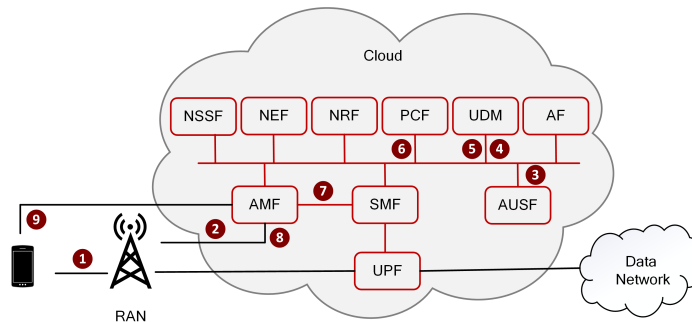 Cloud
NSSF NEF NRF PCF UDM AF
6 5 4
3
7
9 AMF SMF AUSF
2 8
1
UPF
Data
Network
RAN